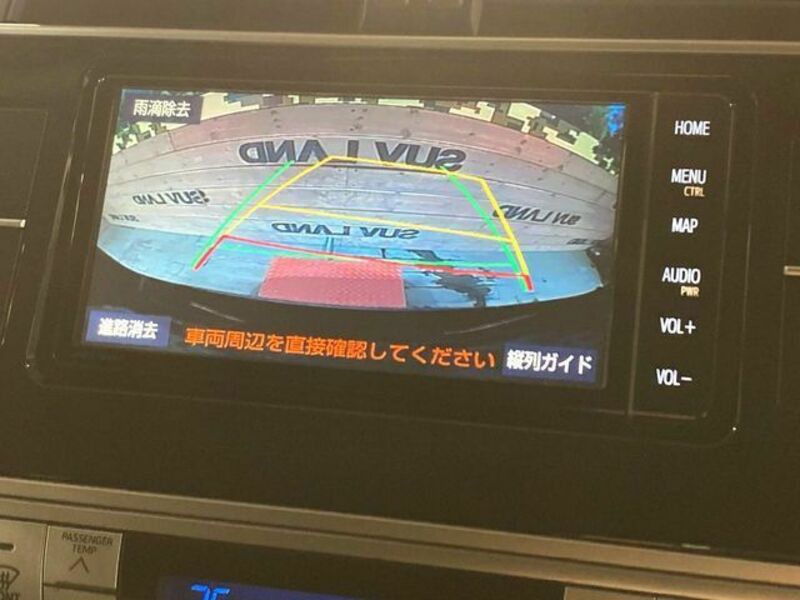 雨滴除去
SUV LAND
SUV LAND
SUV LAND
SUV LAND
進路消去
車両周辺を直接確認してください
縦列ガイド
HOME
MENU
CTRL
MAP
AUDIO
PWR
VOL+
VOL-
PASSENGER
TEMP